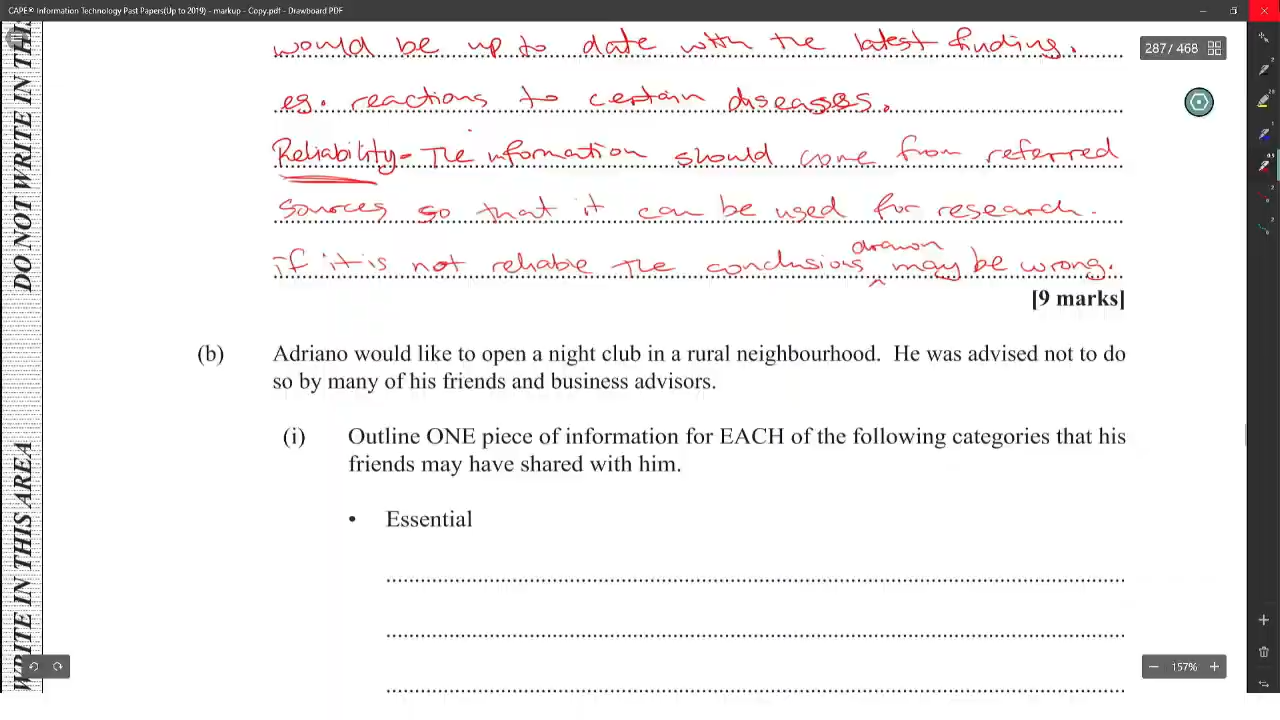 CAPE® Information Technology Past Papers(Up to 2019) - markup - Copy.pdf - Drawboard PDF
287 / 468
would be up to date with the latest finding.
eg. reactions to certain diseases.
Reliability - The information should come from referred
sources so that it can be used for research.
if it is not reliable the conclusions drawn may be wrong.
[9 marks]
(b) Adriano would like to open a night club in a rural neighbourhood. He was advised not to do
so by many of his friends and business advisors.
(i) Outline ONE piece of information for EACH of the following categories that his
friends may have shared with him.
• Essential
157%
WRITE IN THIS AREA
DO NOT WRITE IN TH